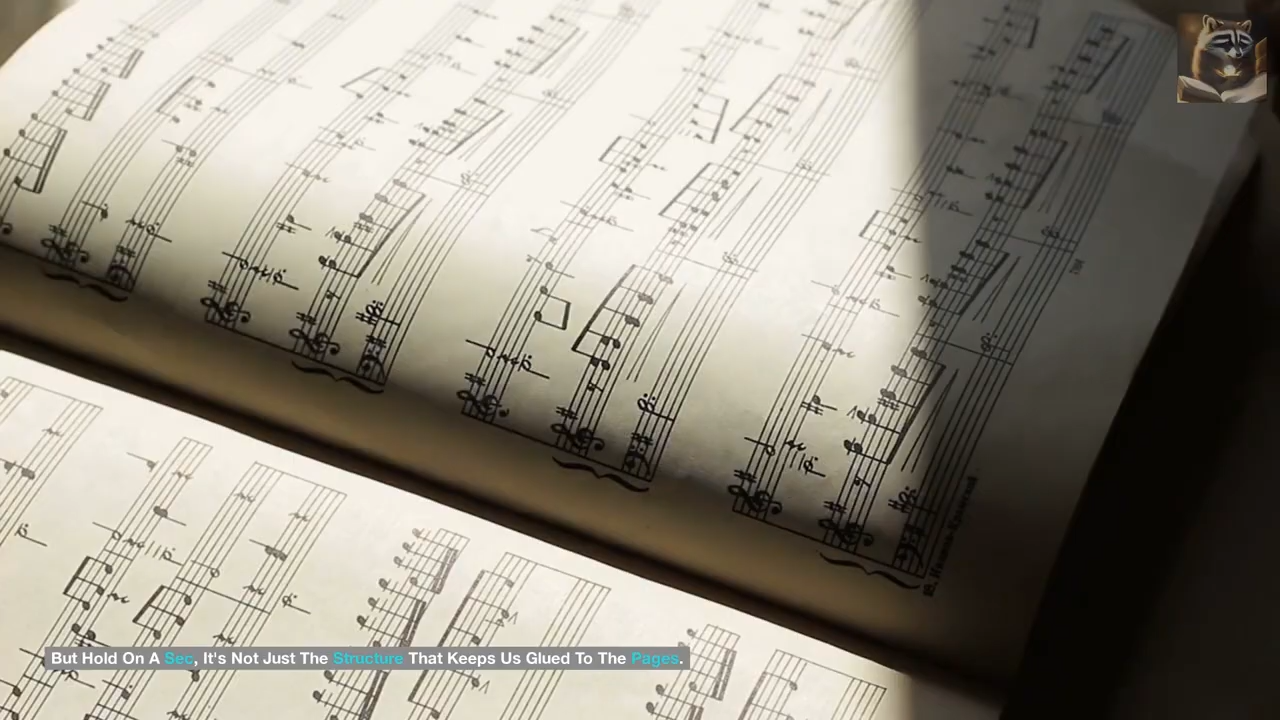 But Hold On A Sec, It's Not Just The Structure That Keeps Us Glued To The Pages.